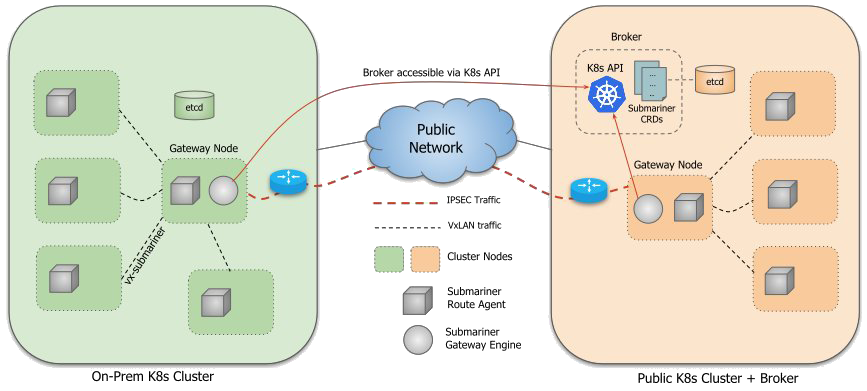 Broker
K8s API
Broker accessible via K8s API
etcd
etcd
Submariner
CRDs
Public
Network
Gateway Node
Gateway Node
IPSEC Traffic
VxLAN traffic
vx-submariner
Cluster Nodes
Submariner
Route Agent
Submariner
Gateway Engine
On-Prem K8s Cluster
Public K8s Cluster + Broker